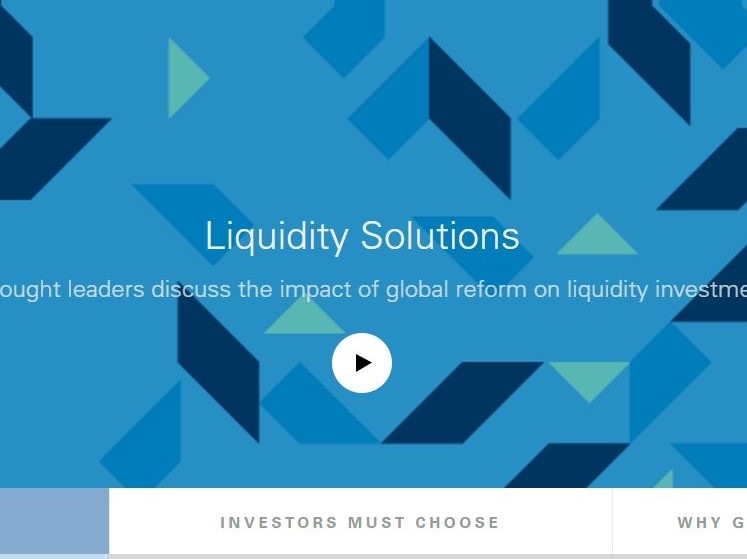 Liquidity Solutions
ought leaders discuss the impact of global reform on liquidity investme
INVESTORS MUST CHOOSE
WHY G